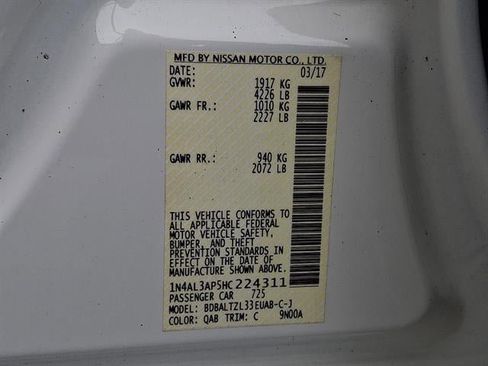 MFD BY NISSAN MOTOR CO., LTD.
DATE: 03/17
GVWR: 1917 KG
4226 LB
GAWR FR.: 1010 KG
2227 LB
GAWR RR.: 940 KG
2072 LB
THIS VEHICLE CONFORMS TO
ALL APPLICABLE FEDERAL
MOTOR VEHICLE SAFETY,
BUMPER, AND THEFT
PREVENTION STANDARDS IN
EFFECT ON THE DATE OF
MANUFACTURE SHOWN ABOVE.
1N4AL3AP5HC224311
PASSENGER CAR 725
MODEL: BDBALTZL33EUAB-C-J
COLOR: QAB TRIM: C 9N00A